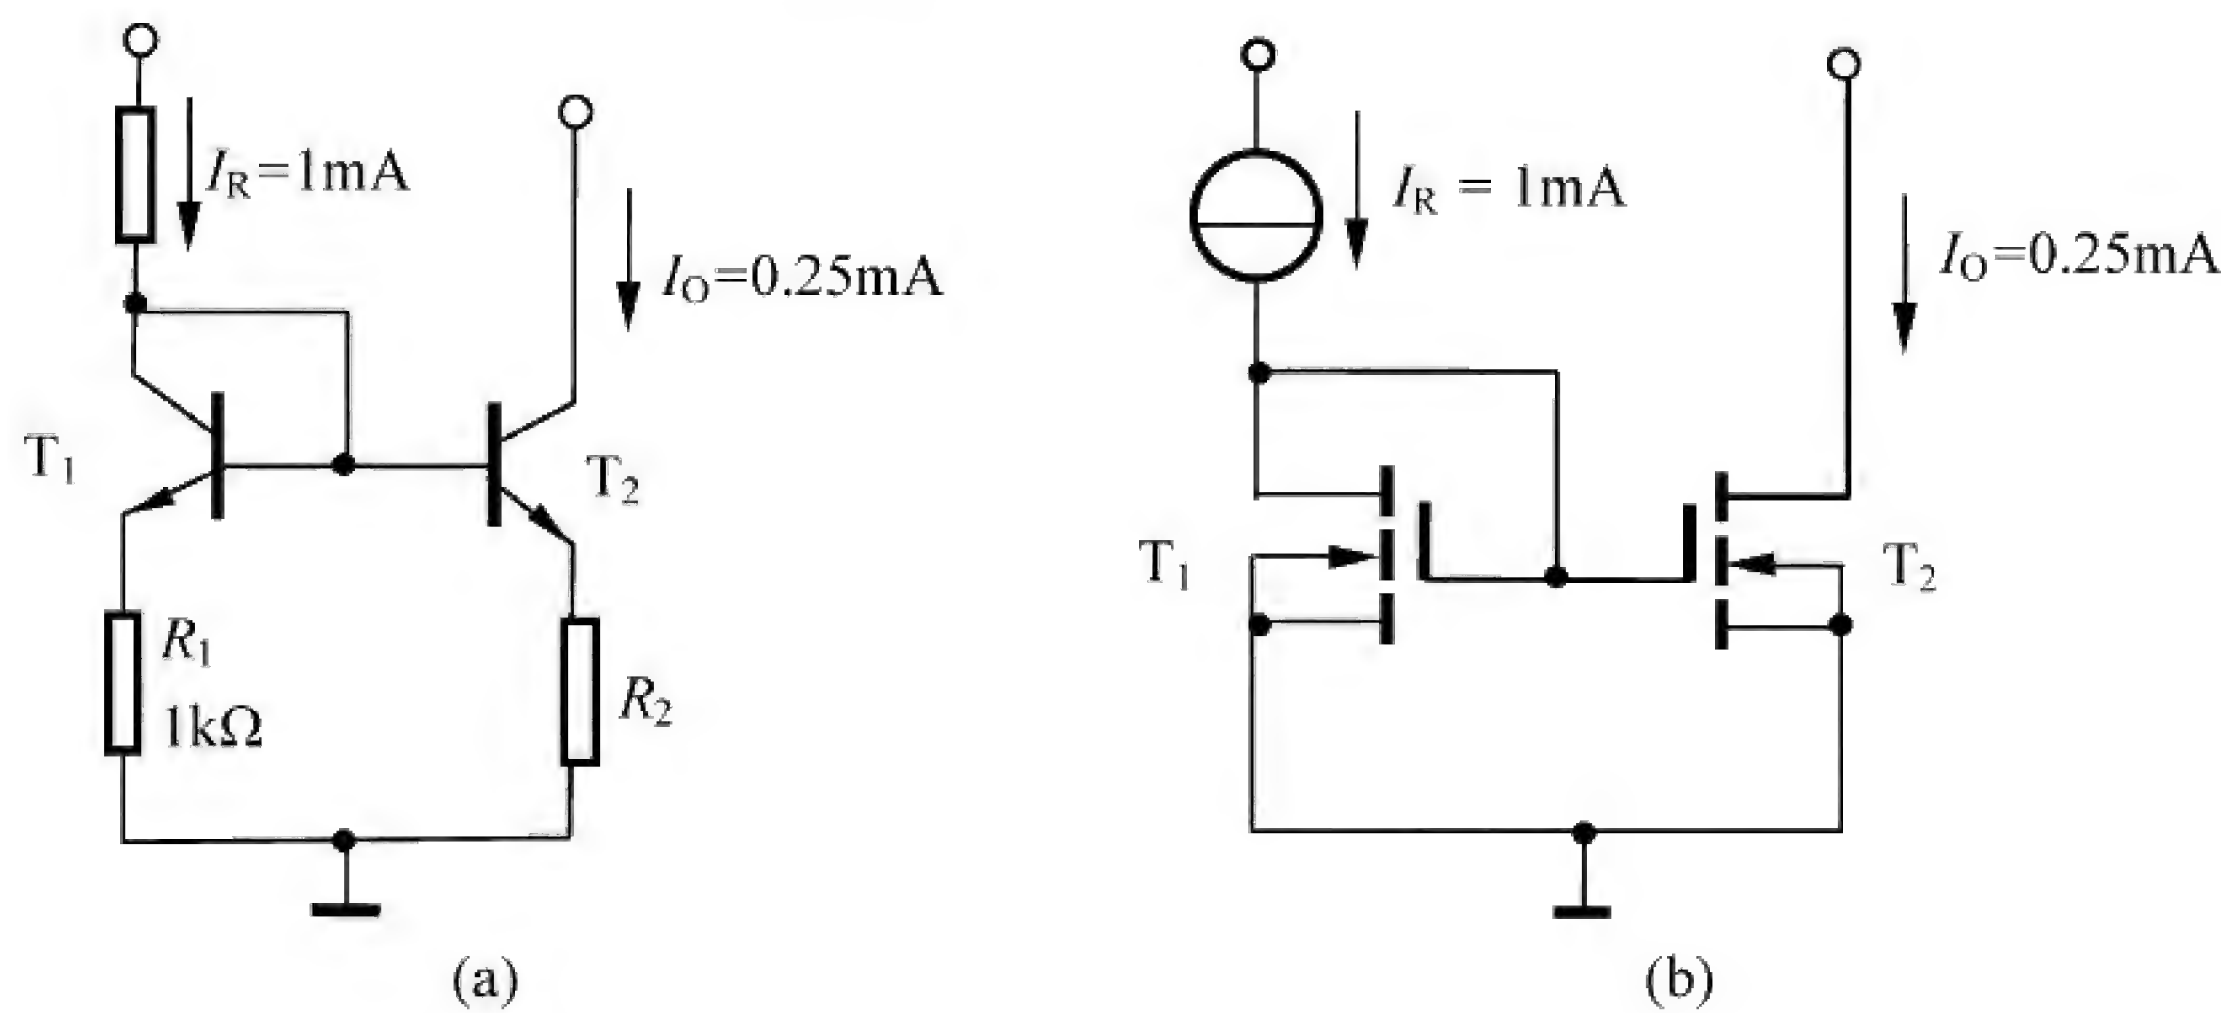 I_R=1mA
I_O=0.25mA
T_1
T_2
R_1
1kΩ
R_2
(a)
I_R = 1mA
I_O=0.25mA
T_1
T_2
(b)